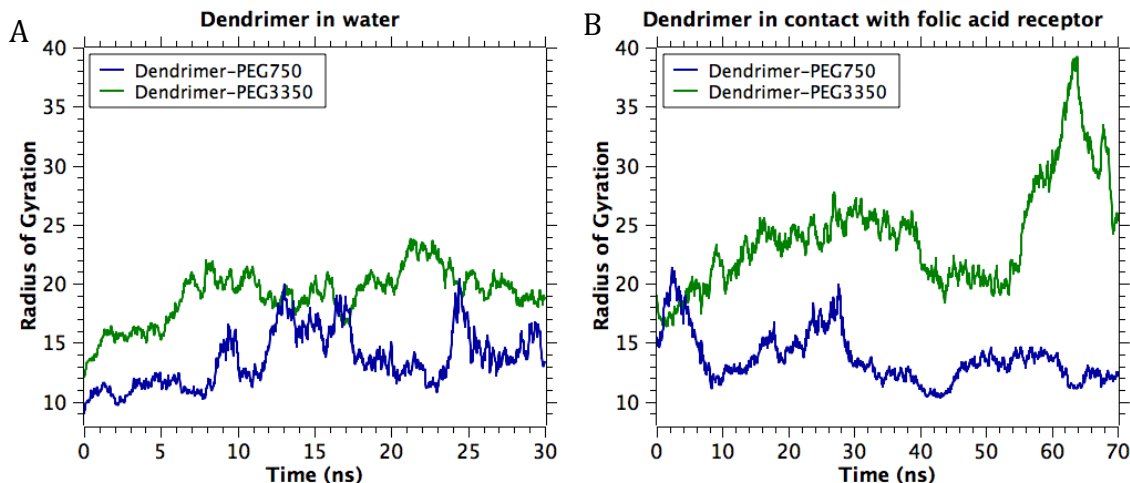 A
Dendrimer in water
Dendrimer-PEG750
Dendrimer-PEG3350
Radius of Gyration
40
35
30
25
20
15
10
0 5 10 15 20 25 30
Time (ns)
B
Dendrimer in contact with folic acid receptor
Dendrimer-PEG750
Dendrimer-PEG3350
Radius of Gyration
40
35
30
25
20
15
10
0 10 20 30 40 50 60 70
Time (ns)